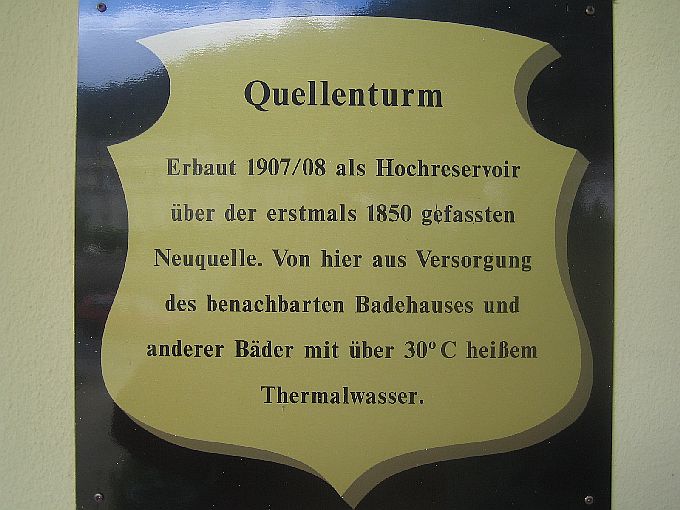 Quellenturm
Erbaut 1907/08 als Hochreservoir
über der erstmals 1850 gefassten
Neuquelle. Von hier aus Versorgung
des benachbarten Badehauses und
anderer Bäder mit über 30° C heißem
Thermalwasser.